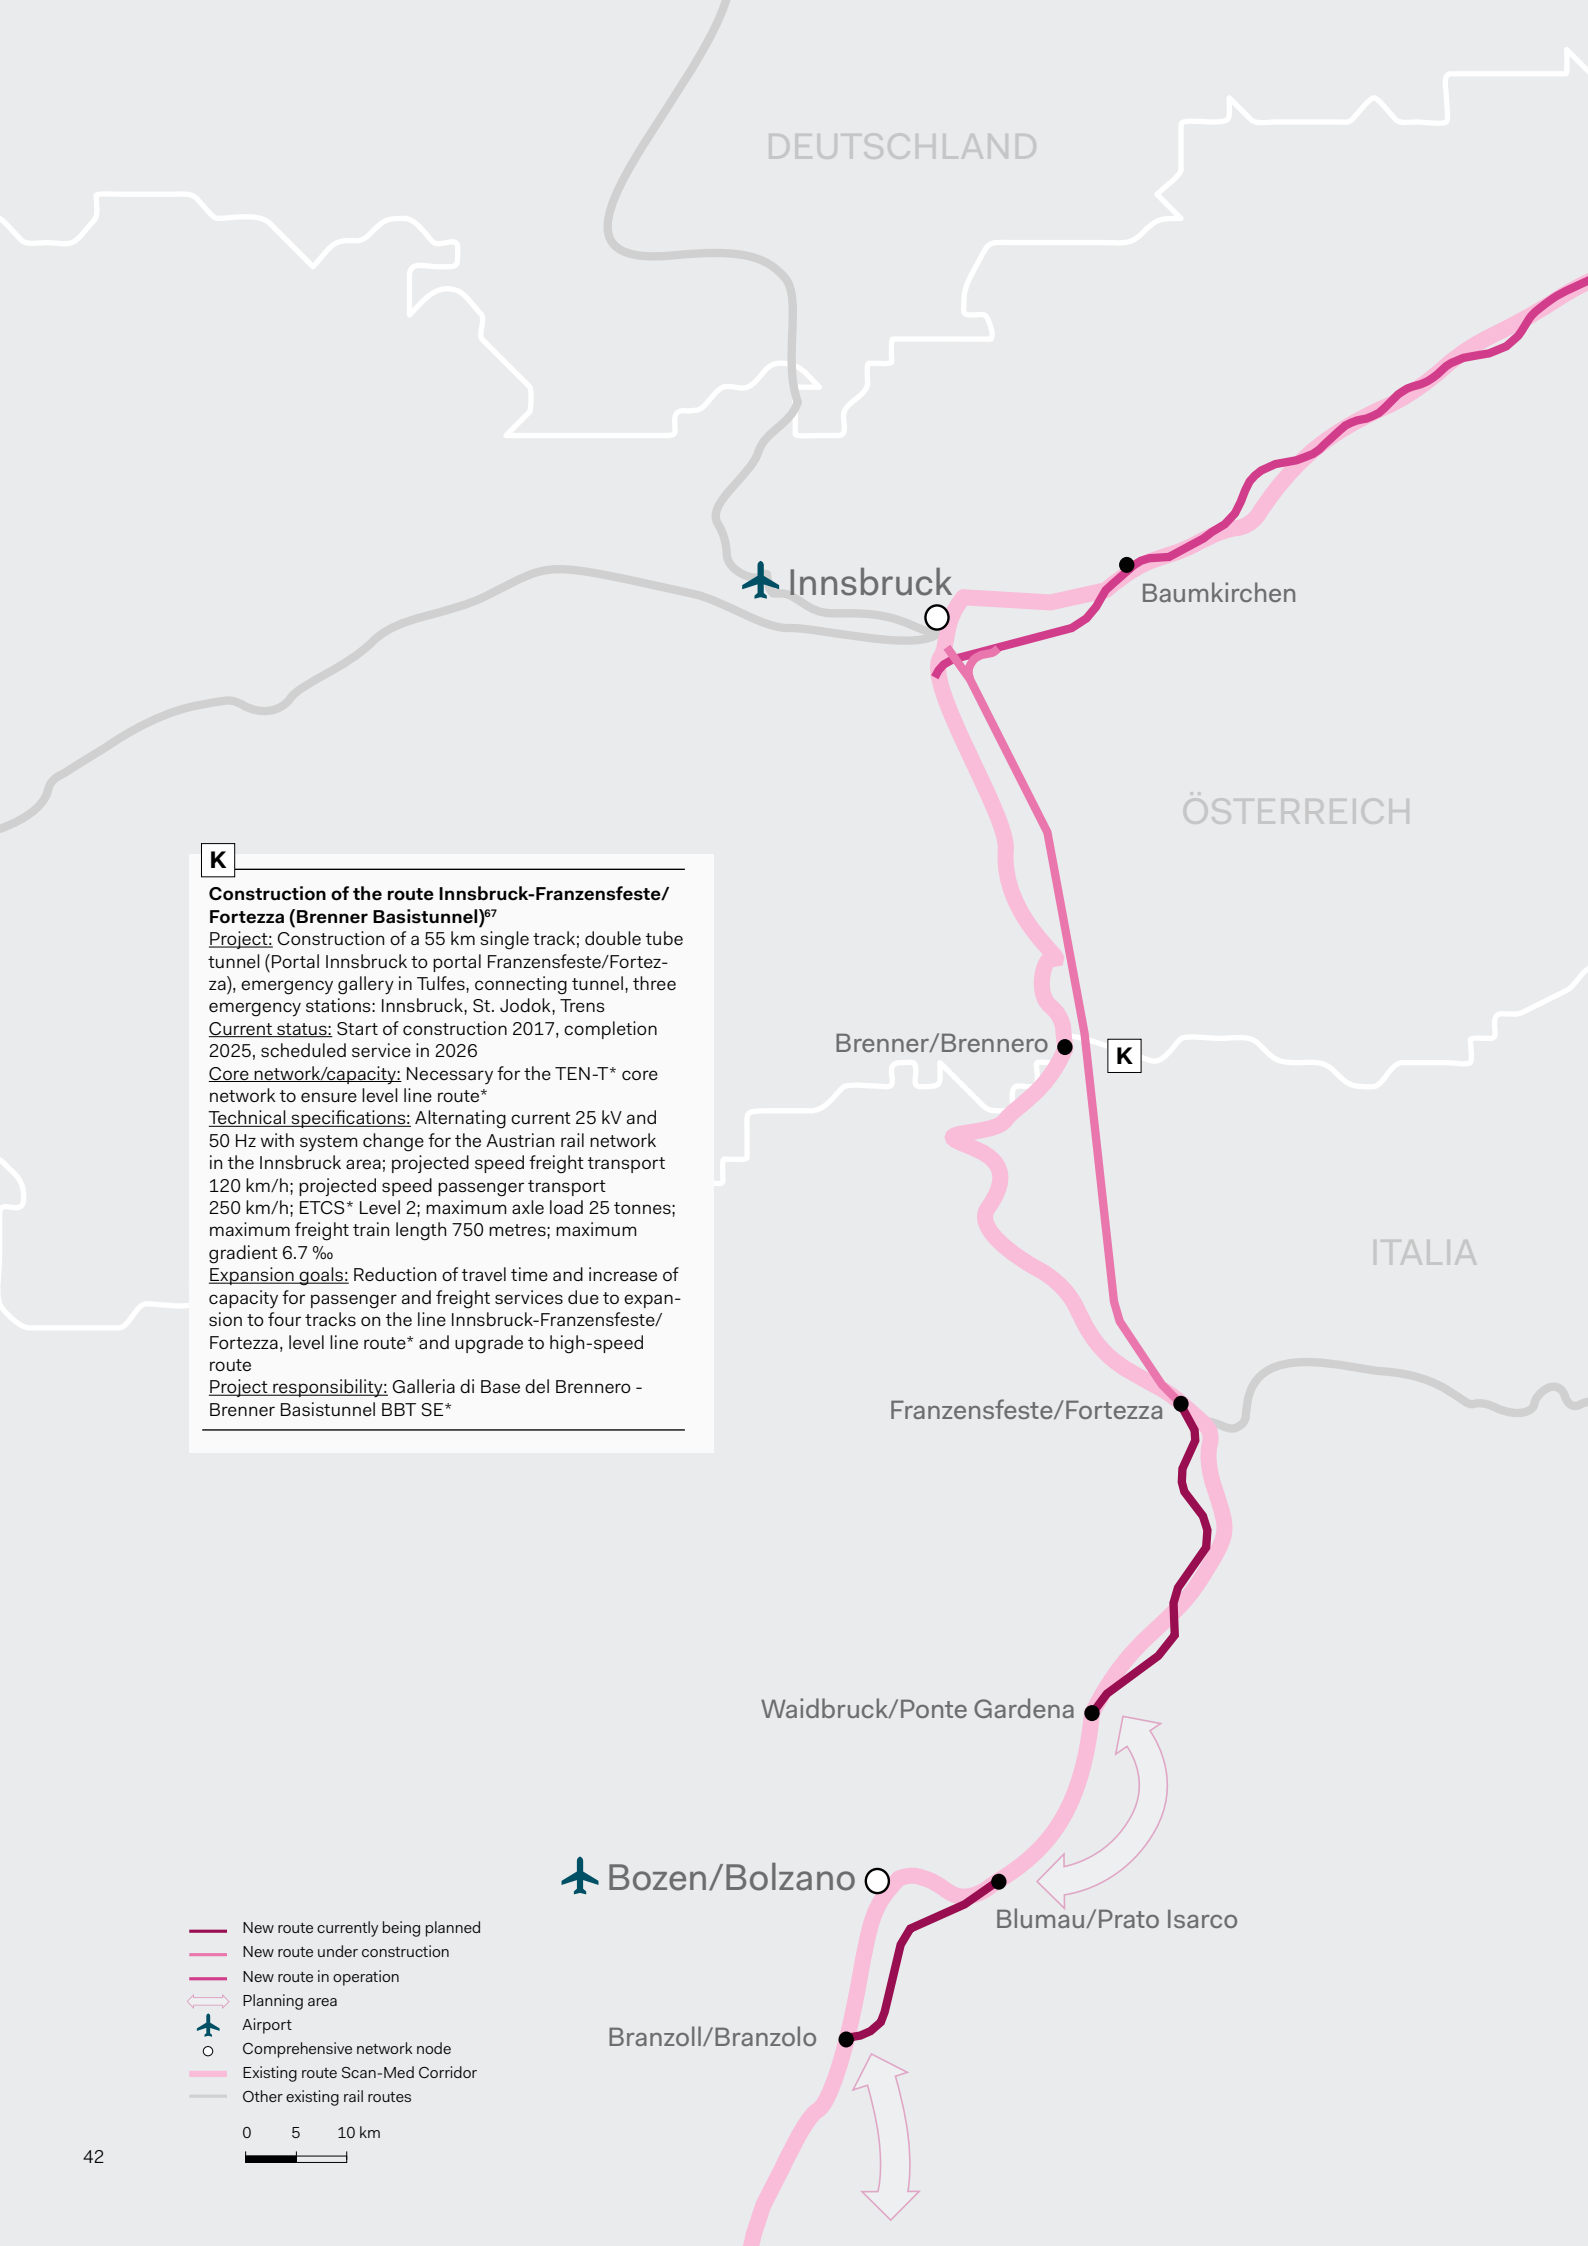 DEUTSCHLAND
Innsbruck
Baumkirchen
ÖSTERREICH
K
Construction of the route Innsbruck-Franzensfeste/
Fortezza (Brenner Basistunnel)67
Project: Construction of a 55 km single track; double tube
tunnel (Portal Innsbruck to portal Franzensfeste/Fortez-
za), emergency gallery in Tulfes, connecting tunnel, three
emergency stations: Innsbruck, St. Jodok, Trens
Current status: Start of construction 2017, completion
2025, scheduled service in 2026
Core network/capacity: Necessary for the TEN-T* core
network to ensure level line route*
Technical specifications: Alternating current 25 kV and
50 Hz with system change for the Austrian rail network
in the Innsbruck area; projected speed freight transport
120 km/h; projected speed passenger transport
250 km/h; ETCS* Level 2; maximum axle load 25 tonnes;
maximum freight train length 750 metres; maximum
gradient 6.7 ‰
Expansion goals: Reduction of travel time and increase of
capacity for passenger and freight services due to expan-
sion to four tracks on the line Innsbruck-Franzensfeste/
Fortezza, level line route* and upgrade to high-speed
route
Project responsibility: Galleria di Base del Brennero -
Brenner Basistunnel BBT SE*
Brenner/Brennero
K
ITALIA
Franzensfeste/Fortezza
Waidbruck/Ponte Gardena
Bozen/Bolzano
Blumau/Prato Isarco
Branzoll/Branzolo
New route currently being planned
New route under construction
New route in operation
Planning area
Airport
Comprehensive network node
Existing route Scan-Med Corridor
Other existing rail routes
0 5 10 km
42